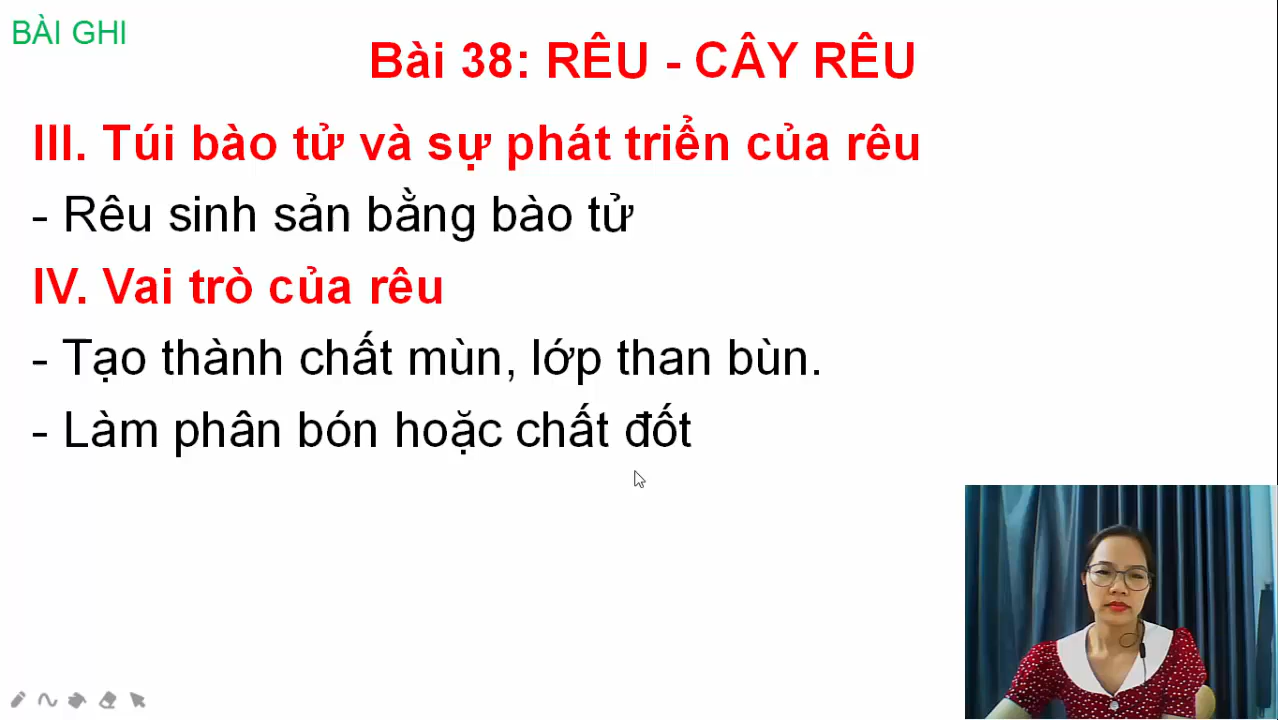 BÀI GHI
Bài 38: RÊU - CÂY RÊU
III. Túi bào tử và sự phát triển của rêu
- Rêu sinh sản bằng bào tử
IV. Vai trò của rêu
- Tạo thành chất mùn, lớp than bùn.
- Làm phân bón hoặc chất đốt